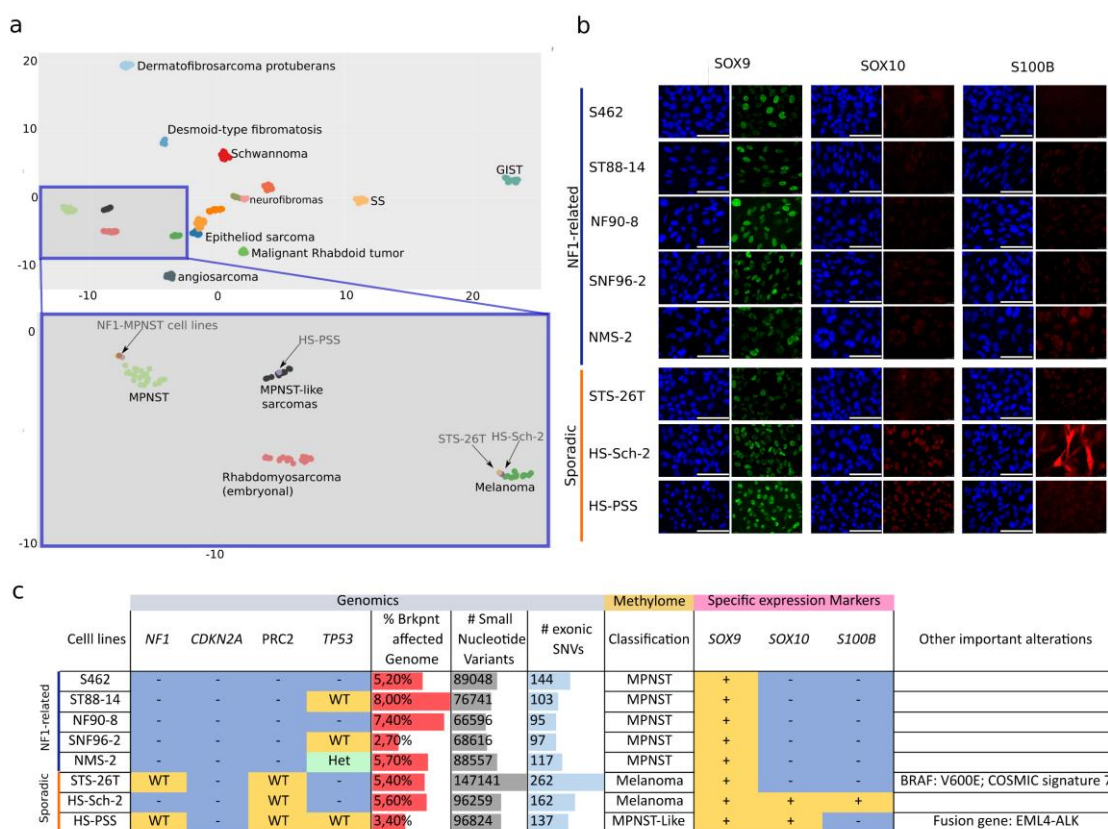 a
20
10
0
-10
-10
0
10
20
Dermatofibrosarcoma protuberans
Desmoid-type fibromatosis
Schwannoma
GIST
neurofibromas
SS
Epitheliod sarcoma
Malignant Rhabdoid tumor
angiosarcoma
0
-10
-10
NF1-MPNST cell lines
HS-PSS
MPNST
MPNST-like
sarcomas
STS-26T
HS-Sch-2
Rhabdomyosarcoma
(embryonal)
Melanoma
b
SOX9 SOX10 S100B
NF1-related
S462
ST88-14
NF90-8
SNF96-2
NMS-2
Sporadic
STS-26T
HS-Sch-2
HS-PSS
c
Genomics Methylome Specific expression Markers
Celll lines NF1 CDKN2A PRC2 TP53 % Brkpnt affected Genome # Small Nucleotide Variants # exonic SNVs Classification SOX9 SOX10 S100B Other important alterations
NF1-related
S462 - - - - 5,20% 89048 144 MPNST + - -
ST88-14 - - - WT 8,00% 76741 103 MPNST + - -
NF90-8 - - - - 7,40% 66596 95 MPNST + - -
SNF96-2 - - - WT 2,70% 68616 97 MPNST + - -
NMS-2 - - - Het 5,70% 88557 117 MPNST + - -
Sporadic
STS-26T WT - WT - 5,40% 147141 262 Melanoma + - - BRAF: V600E; COSMIC signature 7
HS-Sch-2 - - WT - 5,60% 96259 162 Melanoma + + +
HS-PSS WT - WT WT 3,40% 96824 137 MPNST-Like + + - Fusion gene: EML4-ALK